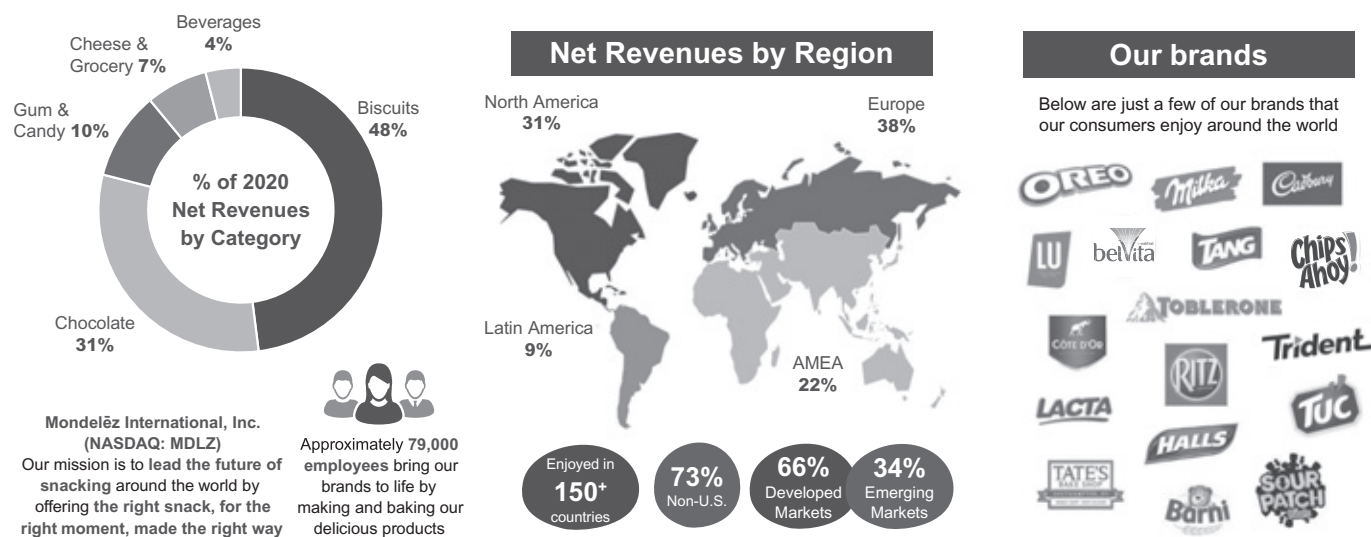 Beverages
4%
Cheese &
Grocery 7%
Gum &
Candy 10%
Biscuits
48%
% of 2020
Net Revenues
by Category
Chocolate
31%
Mondelēz International, Inc.
(NASDAQ: MDLZ)
Our mission is to lead the future of
snacking around the world by
offering the right snack, for the
right moment, made the right way
Approximately 79,000
employees bring our
brands to life by
making and baking our
delicious products
Net Revenues by Region
North America
31%
Europe
38%
Latin America
9%
AMEA
22%
Enjoyed in
150+
countries
73%
Non-U.S.
66%
Developed
Markets
34%
Emerging
Markets
Our brands
Below are just a few of our brands that
our consumers enjoy around the world
OREO
Milka
Cadbury
LU
belVita
TANG
Chips
Ahoy!
TOBLERONE
CÔTE D'OR
RITZ
Trident
LACTA
TUC
HALLS
TATE'S
BAKE SHOP
Barni
SOUR
PATCH